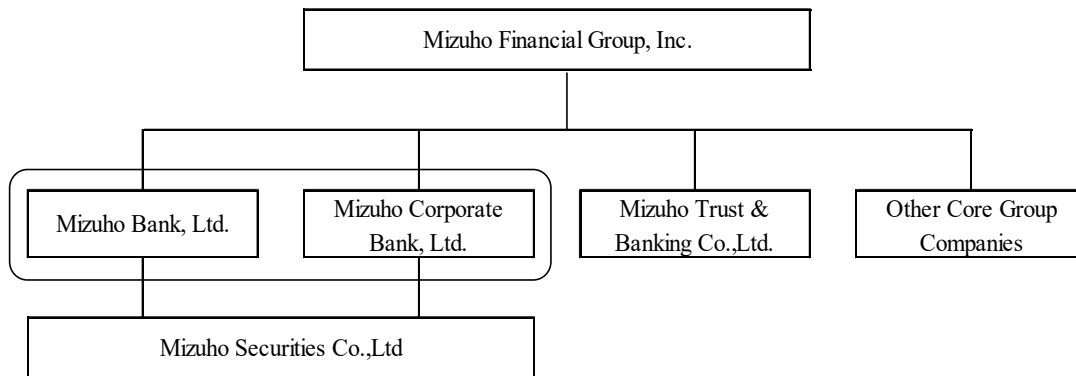 Mizuho Financial Group, Inc.
Mizuho Bank, Ltd.
Mizuho Corporate
Bank, Ltd.
Mizuho Trust &
Banking Co.,Ltd.
Other Core Group
Companies
Mizuho Securities Co.,Ltd